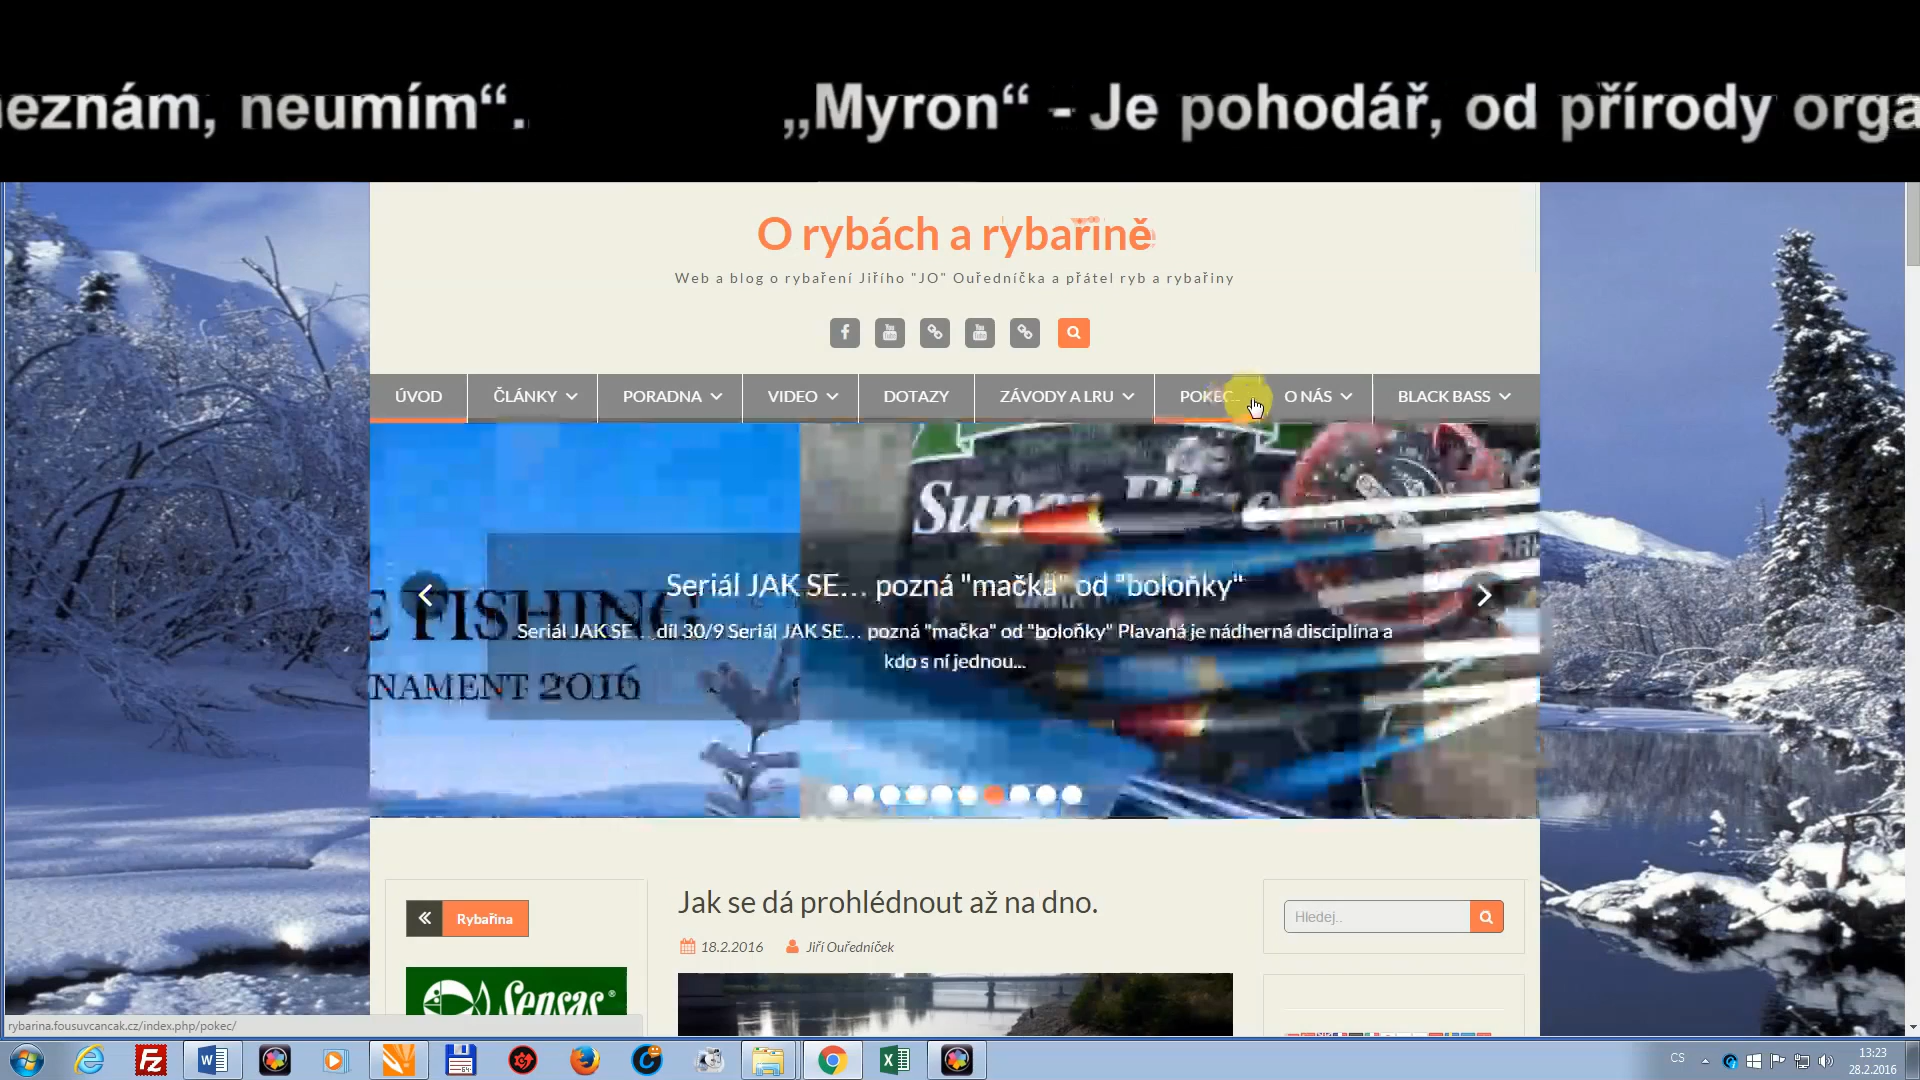 neumím“. „Myron“ - Je pohodář, od přírody
O rybách a rybařině
Web a blog o rybaření Jiřího "JO" Ouředníčka a přátel ryb a rybařiny
ÚVOD ČLÁNKY PORADNA VIDEO DOTAZY ZÁVODY A LRU POKEC O NÁS BLACK BASS
Super
E FISHING
NAMENT 2016
Seriál JAK SE… pozná "mačka" od "boloňky"
Seriál JAK SE… díl 30/9 Seriál JAK SE… pozná "mačka" od "boloňky" Plavaná je nádherná disciplína a
kdo s ní jednou...
Rybařina
Sensas®
Jak se dá prohlédnout až na dno.
18.2.2016 Jiří Ouředníček
Hledej..
rybarina.fousuvcancak.cz/index.php/pokec/
CS
13:23
28.2.2016